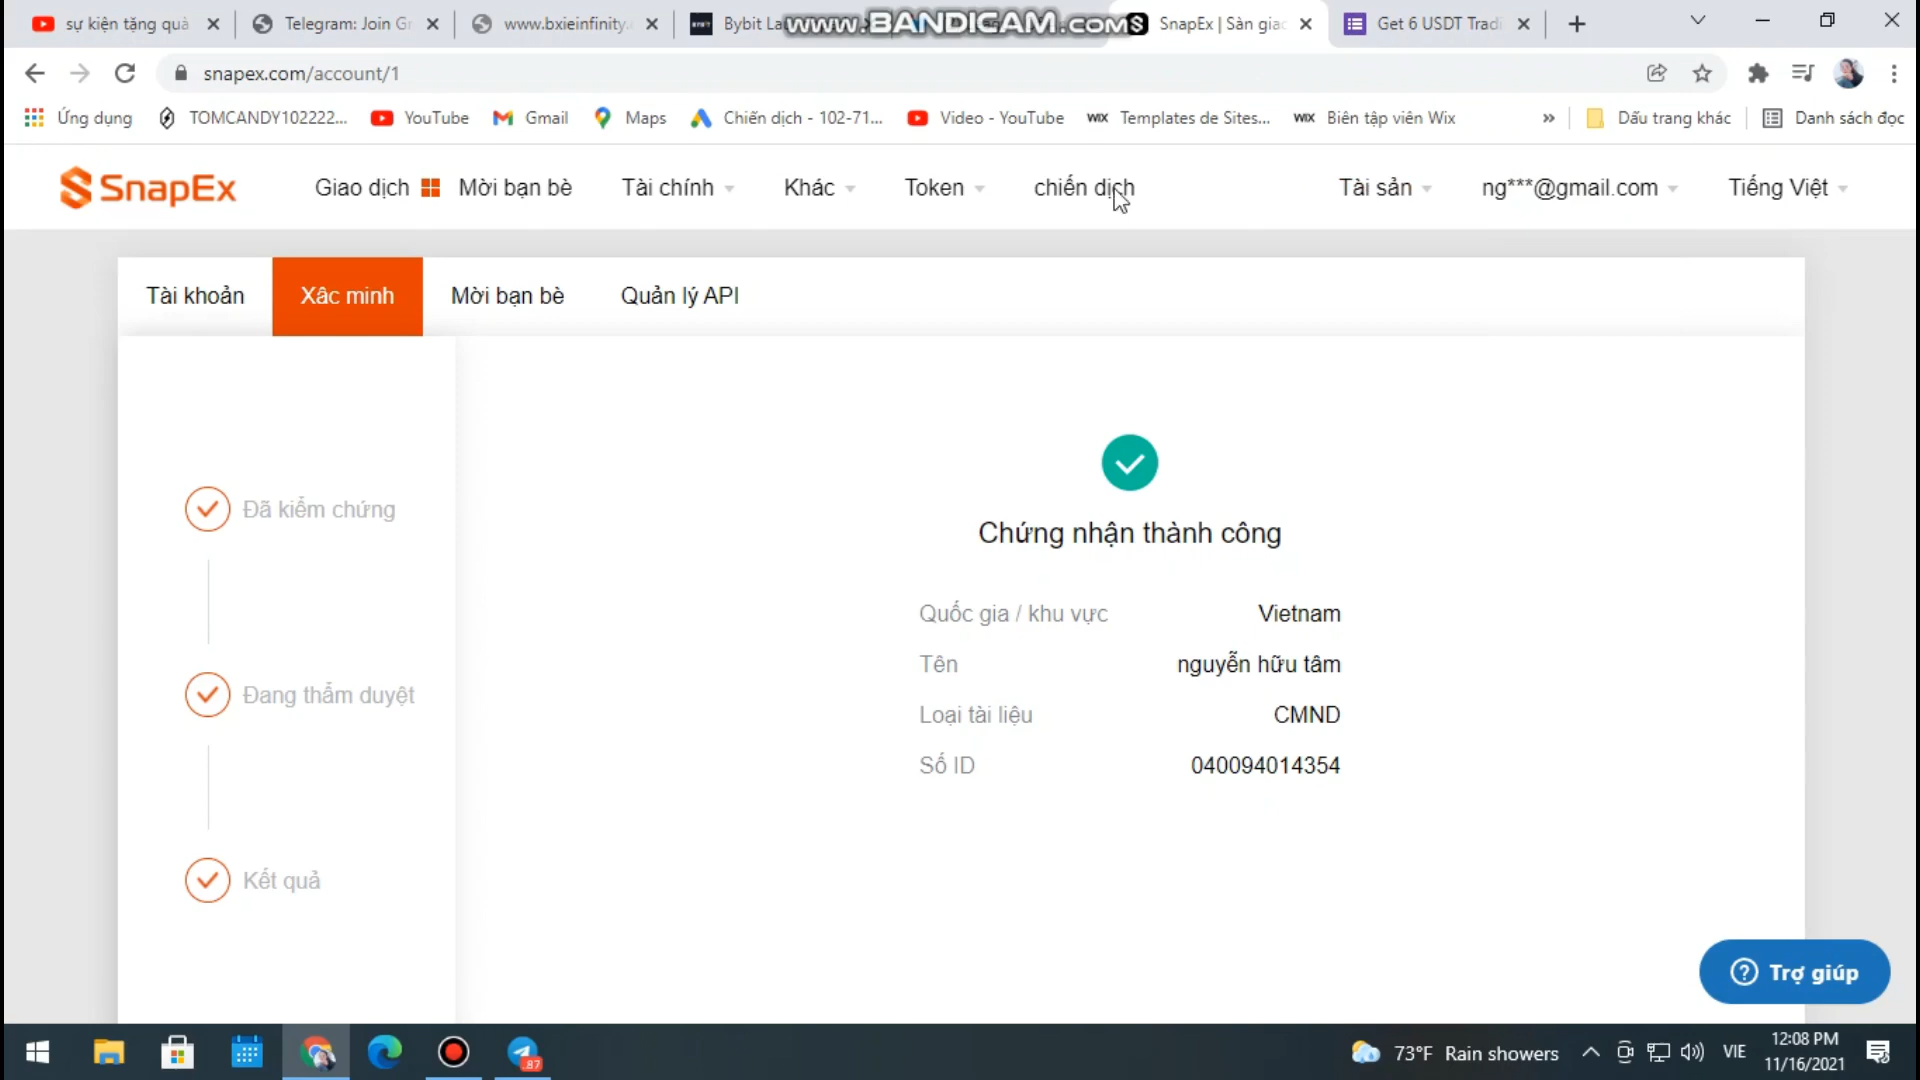 sự kiện tặng quà
Telegram: Join Gr
www.bxieinfinity.
Bybit La
www.BANDICAM.com
SnapEx | Sàn giao
Get 6 USDT Tradi
snapex.com/account/1
Ứng dụng
TOMCANDY102222...
YouTube
Gmail
Maps
Chiến dịch - 102-71...
Video - YouTube
WIX Templates de Sites...
WIX Biên tập viên Wix
»
Dấu trang khác
Danh sách đọc
SnapEx
Giao dịch
Mời bạn bè
Tài chính
Khác
Token
chiến dịch
Tài sản
ng***@gmail.com
Tiếng Việt
Tài khoản
Xâc minh
Mời bạn bè
Quản lý API
Đã kiểm chứng
Đang thẩm duyệt
Kết quả
Chứng nhận thành công
Quốc gia / khu vực Vietnam
Tên nguyễn hữu tâm
Loại tài liệu CMND
Số ID 040094014354
Trợ giúp
87
73°F Rain showers
VIE
12:08 PM
11/16/2021